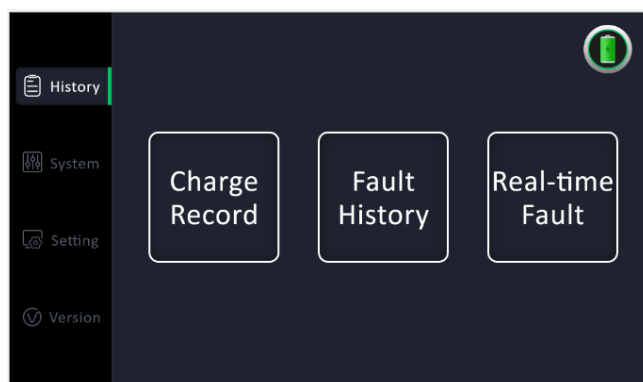 History
System
Setting
Version
Charge
Record
Fault
History
Real-time
Fault